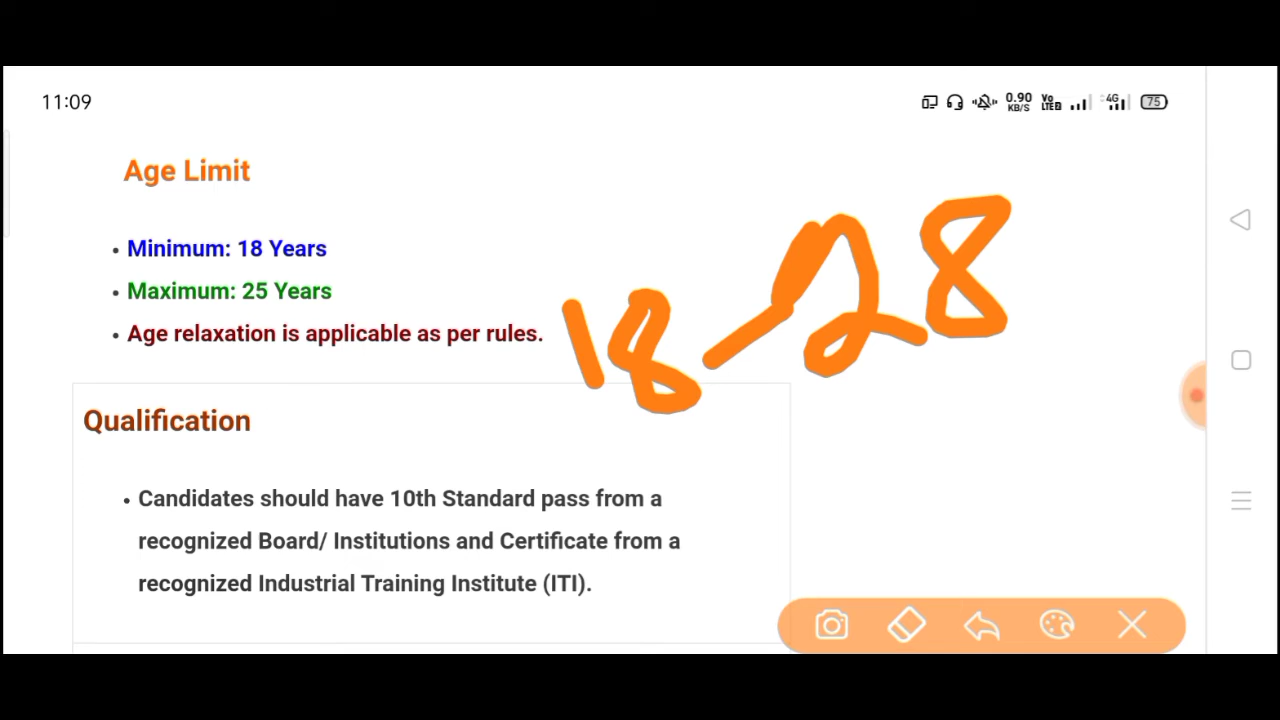 11:09
0.90 KB/S Vo LTE2 4G 75
Age Limit
Minimum: 18 Years
Maximum: 25 Years
Age relaxation is applicable as per rules.
18-28
Qualification
Candidates should have 10th Standard pass from a
recognized Board/ Institutions and Certificate from a
recognized Industrial Training Institute (ITI).